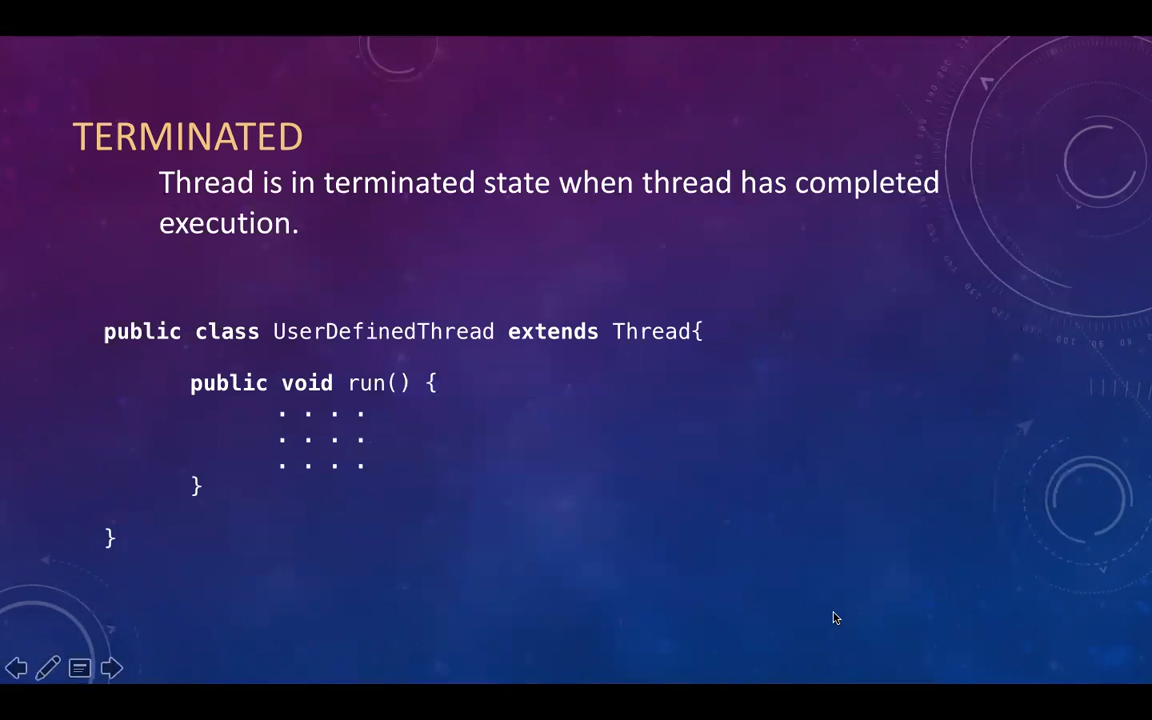 TERMINATED
Thread is in terminated state when thread has completed
execution.
public class UserDefinedThread extends Thread{
public void run() {
. . . .
. . . .
. . . .
}
}